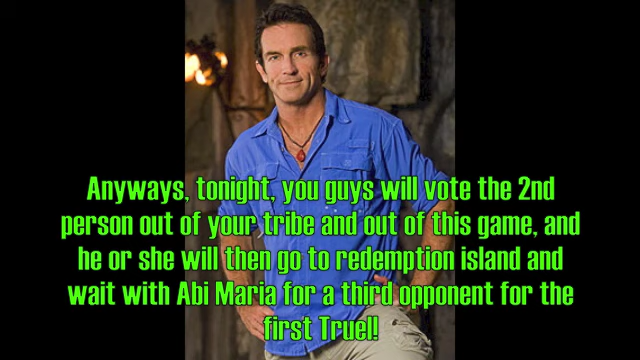 Anyways, tonight, you guys will vote the 2nd
person out of your tribe and out of this game, and
he or she will then go to redemption island and
wait with Abi Maria for a third opponent for the
first Truel!